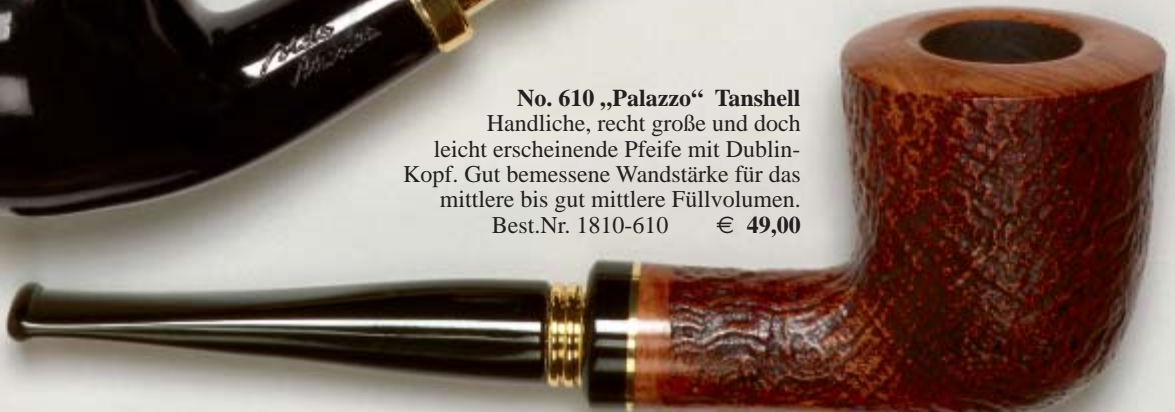 No. 610 „Palazzo“ Tanshell
Handliche, recht große und doch
leicht erscheinende Pfeife mit Dublin-
Kopf. Gut bemessene Wandstärke für das
mittlere bis gut mittlere Füllvolumen.
Best.Nr. 1810-610 € 49,00